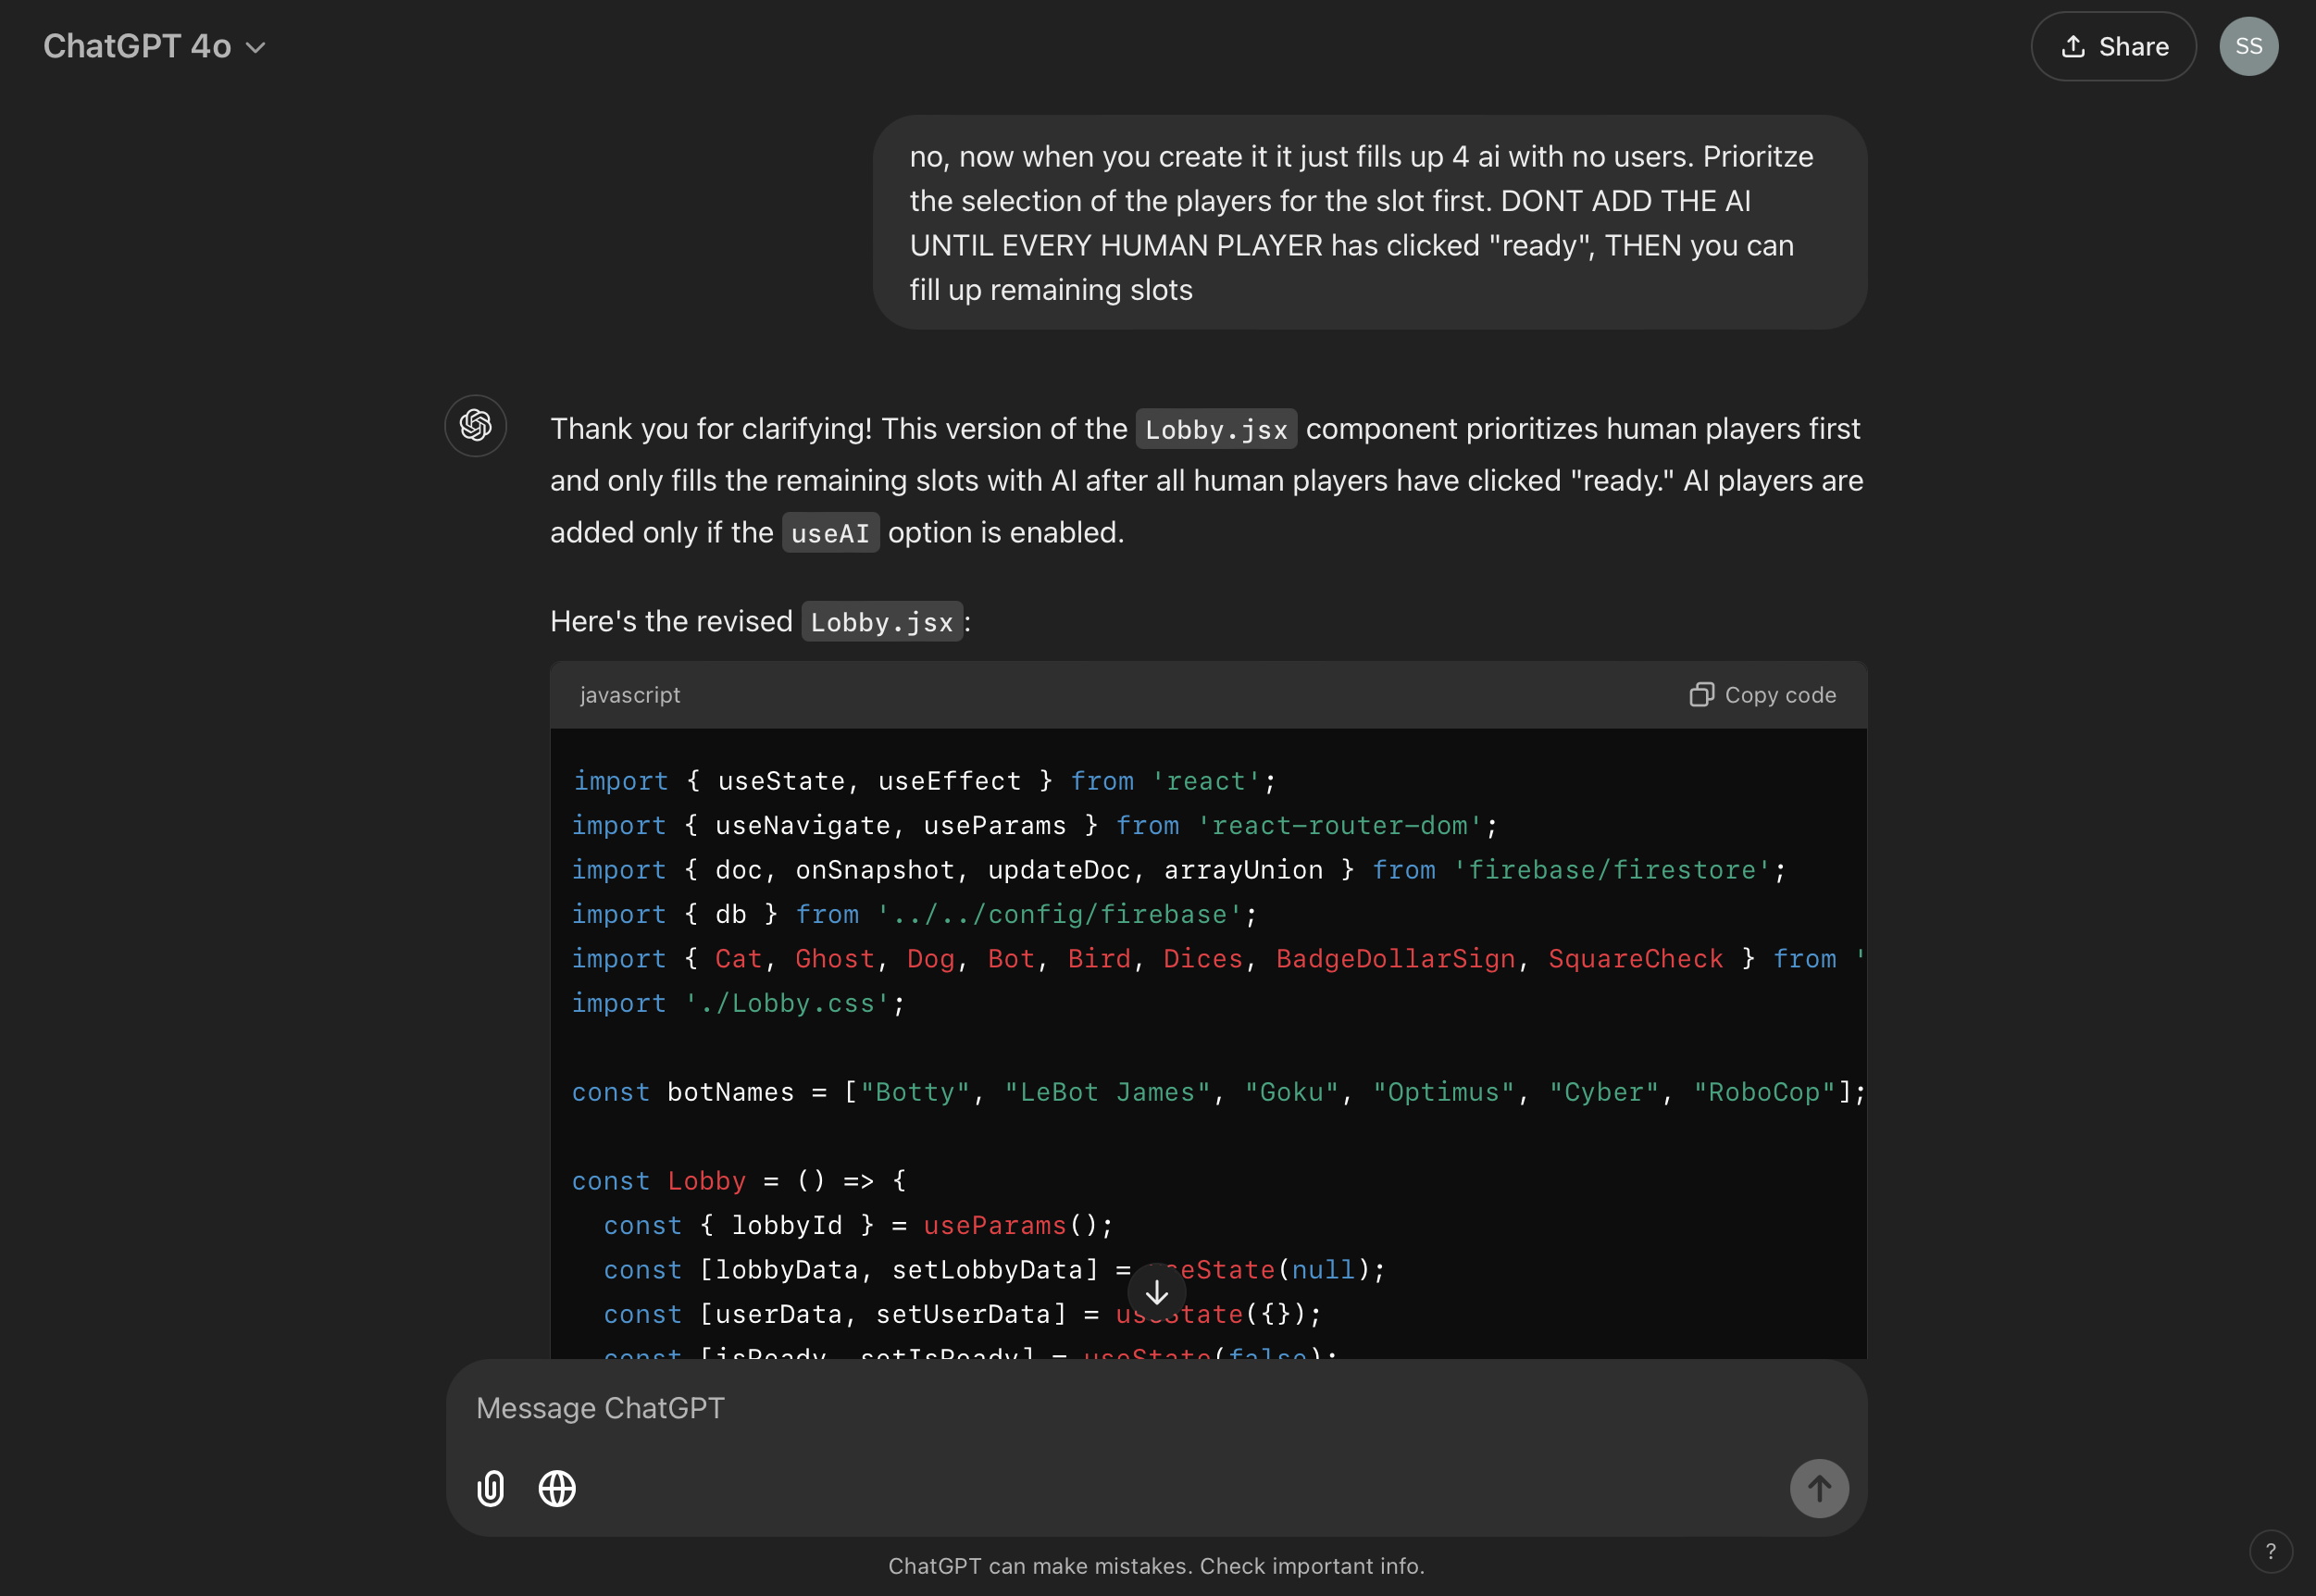 ChatGPT 4o
Share
SS
no, now when you create it it just fills up 4 ai with no users. Prioritze
the selection of the players for the slot first. DONT ADD THE AI
UNTIL EVERY HUMAN PLAYER has clicked "ready", THEN you can
fill up remaining slots
Thank you for clarifying! This version of the Lobby.jsx component prioritizes human players first
and only fills the remaining slots with AI after all human players have clicked "ready." AI players are
added only if the useAI option is enabled.
Here's the revised Lobby.jsx:
javascript
Copy code
import { useState, useEffect } from 'react';
import { useNavigate, useParams } from 'react-router-dom';
import { doc, onSnapshot, updateDoc, arrayUnion } from 'firebase/firestore';
import { db } from '../../config/firebase';
import { Cat, Ghost, Dog, Bot, Bird, Dices, BadgeDollarSign, SquareCheck } from '
import './Lobby.css';
const botNames = ["Botty", "LeBot James", "Goku", "Optimus", "Cyber", "RoboCop"];
const Lobby = () => {
const { lobbyId } = useParams();
const [lobbyData, setLobbyData] = useState(null);
const [userData, setUserData] = useState({});
const [isReady, setIsReady] = useState(false);
Message ChatGPT
ChatGPT can make mistakes. Check important info.
?